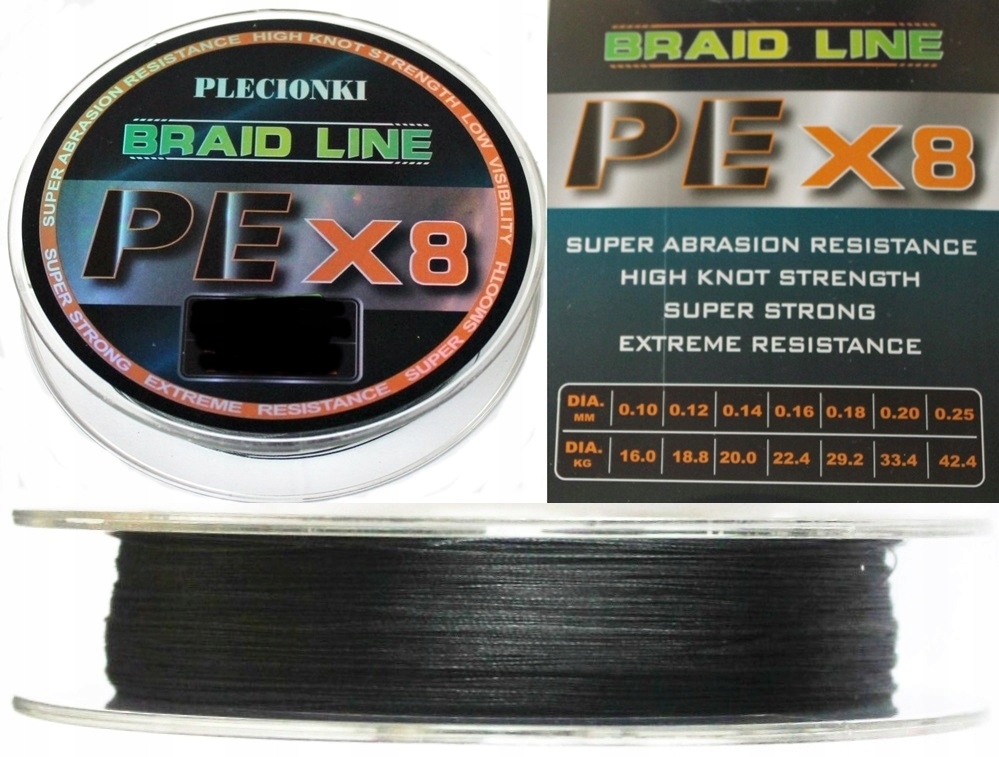 PLECIONKI
BRAID LINE
PE X8
SUPER ABRASION RESISTANCE HIGH KNOT STRENGTH LOW VISIBILITY
SUPER STRONG EXTREME RESISTANCE SUPER SMOOTH
BRAID LINE
PE X8
SUPER ABRASION RESISTANCE
HIGH KNOT STRENGTH
SUPER STRONG
EXTREME RESISTANCE
DIA. MM 0.10 0.12 0.14 0.16 0.18 0.20 0.25
DIA. KG 16.0 18.8 20.0 22.4 29.2 33.4 42.4